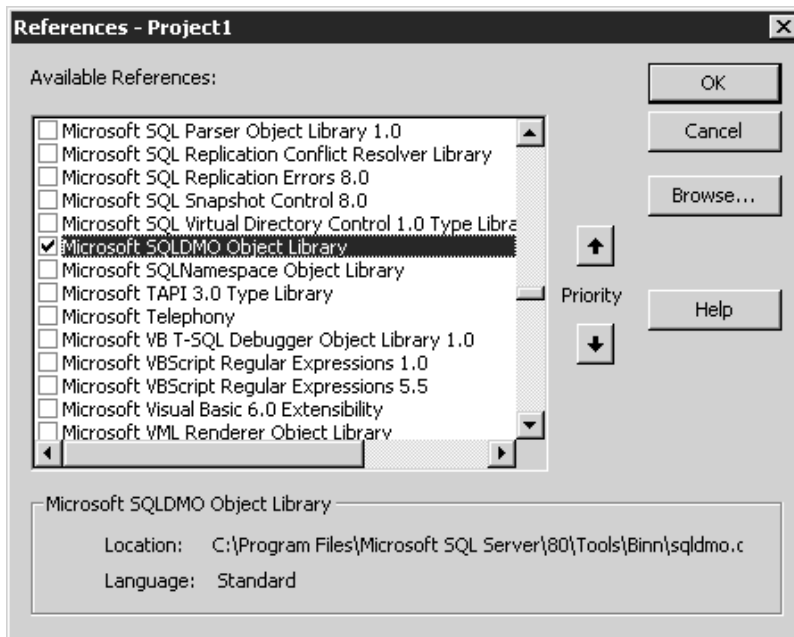 References - Project1
Available References:
Microsoft SQL Parser Object Library 1.0
Microsoft SQL Replication Conflict Resolver Library
Microsoft SQL Replication Errors 8.0
Microsoft SQL Snapshot Control 8.0
Microsoft SQL Virtual Directory Control 1.0 Type Libra
Microsoft SQLDMO Object Library
Microsoft SQLNamespace Object Library
Microsoft TAPI 3.0 Type Library
Microsoft Telephony
Microsoft VB T-SQL Debugger Object Library 1.0
Microsoft VBScript Regular Expressions 1.0
Microsoft VBScript Regular Expressions 5.5
Microsoft Visual Basic 6.0 Extensibility
Microsoft VML Renderer Object Library
OK
Cancel
Browse...
Priority
Help
Microsoft SQLDMO Object Library
Location: C:\Program Files\Microsoft SQL Server\80\Tools\Binn\sqldmo.c
Language: Standard